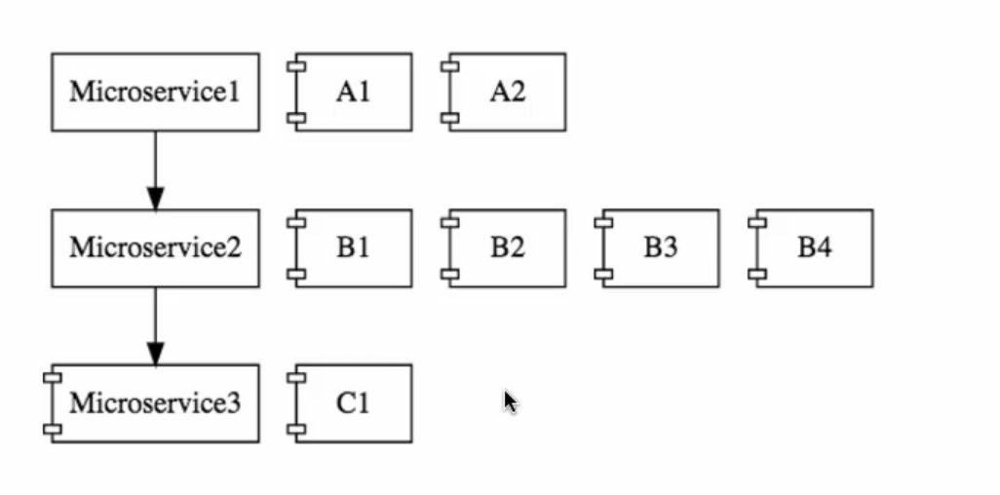 Microservice1 A1 A2
Microservice2 B1 B2 B3 B4
Microservice3 C1